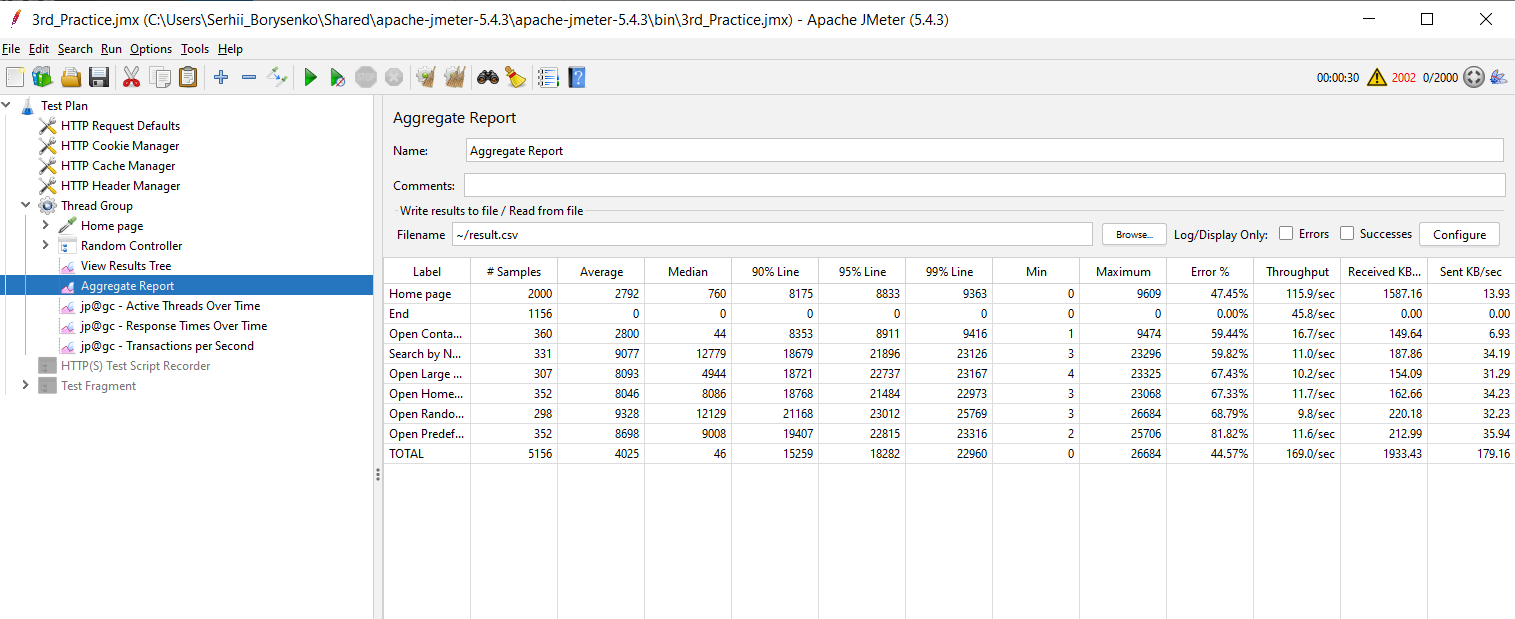 3rd_Practice.jmx (C:\Users\Serhii_Borysenko\Shared\apache-jmeter-5.4.3\apache-jmeter-5.4.3\bin\3rd_Practice.jmx) - Apache JMeter (5.4.3)
File Edit Search Run Options Tools Help
STOP 00:00:30 2002 0/2000
Test Plan
HTTP Request Defaults
HTTP Cookie Manager
HTTP Cache Manager
HTTP Header Manager
Thread Group
Home page
Random Controller
View Results Tree
Aggregate Report
jp@gc - Active Threads Over Time
jp@gc - Response Times Over Time
jp@gc - Transactions per Second
HTTP(S) Test Script Recorder
Test Fragment
Aggregate Report
Name: Aggregate Report
Comments:
Write results to file / Read from file
Filename ~/result.csv Browse... Log/Display Only: Errors Successes Configure
Label # Samples Average Median 90% Line 95% Line 99% Line Min Maximum Error % Throughput Received KB... Sent KB/sec
Home page 2000 2792 760 8175 8833 9363 0 9609 47.45% 115.9/sec 1587.16 13.93
End 1156 0 0 0 0 0 0 0 0.00% 45.8/sec 0.00 0.00
Open Conta... 360 2800 44 8353 8911 9416 1 9474 59.44% 16.7/sec 149.64 6.93
Search by N... 331 9077 12779 18679 21896 23126 3 23296 59.82% 11.0/sec 187.86 34.19
Open Large ... 307 8093 4944 18721 22737 23167 4 23325 67.43% 10.2/sec 154.09 31.29
Open Home... 352 8046 8086 18768 21484 22973 3 23068 67.33% 11.7/sec 162.66 34.23
Open Rando... 298 9328 12129 21168 23012 25769 3 26684 68.79% 9.8/sec 220.18 32.23
Open Predef... 352 8698 9008 19407 22815 23316 2 25706 81.82% 11.6/sec 212.99 35.94
TOTAL 5156 4025 46 15259 18282 22960 0 26684 44.57% 169.0/sec 1933.43 179.16